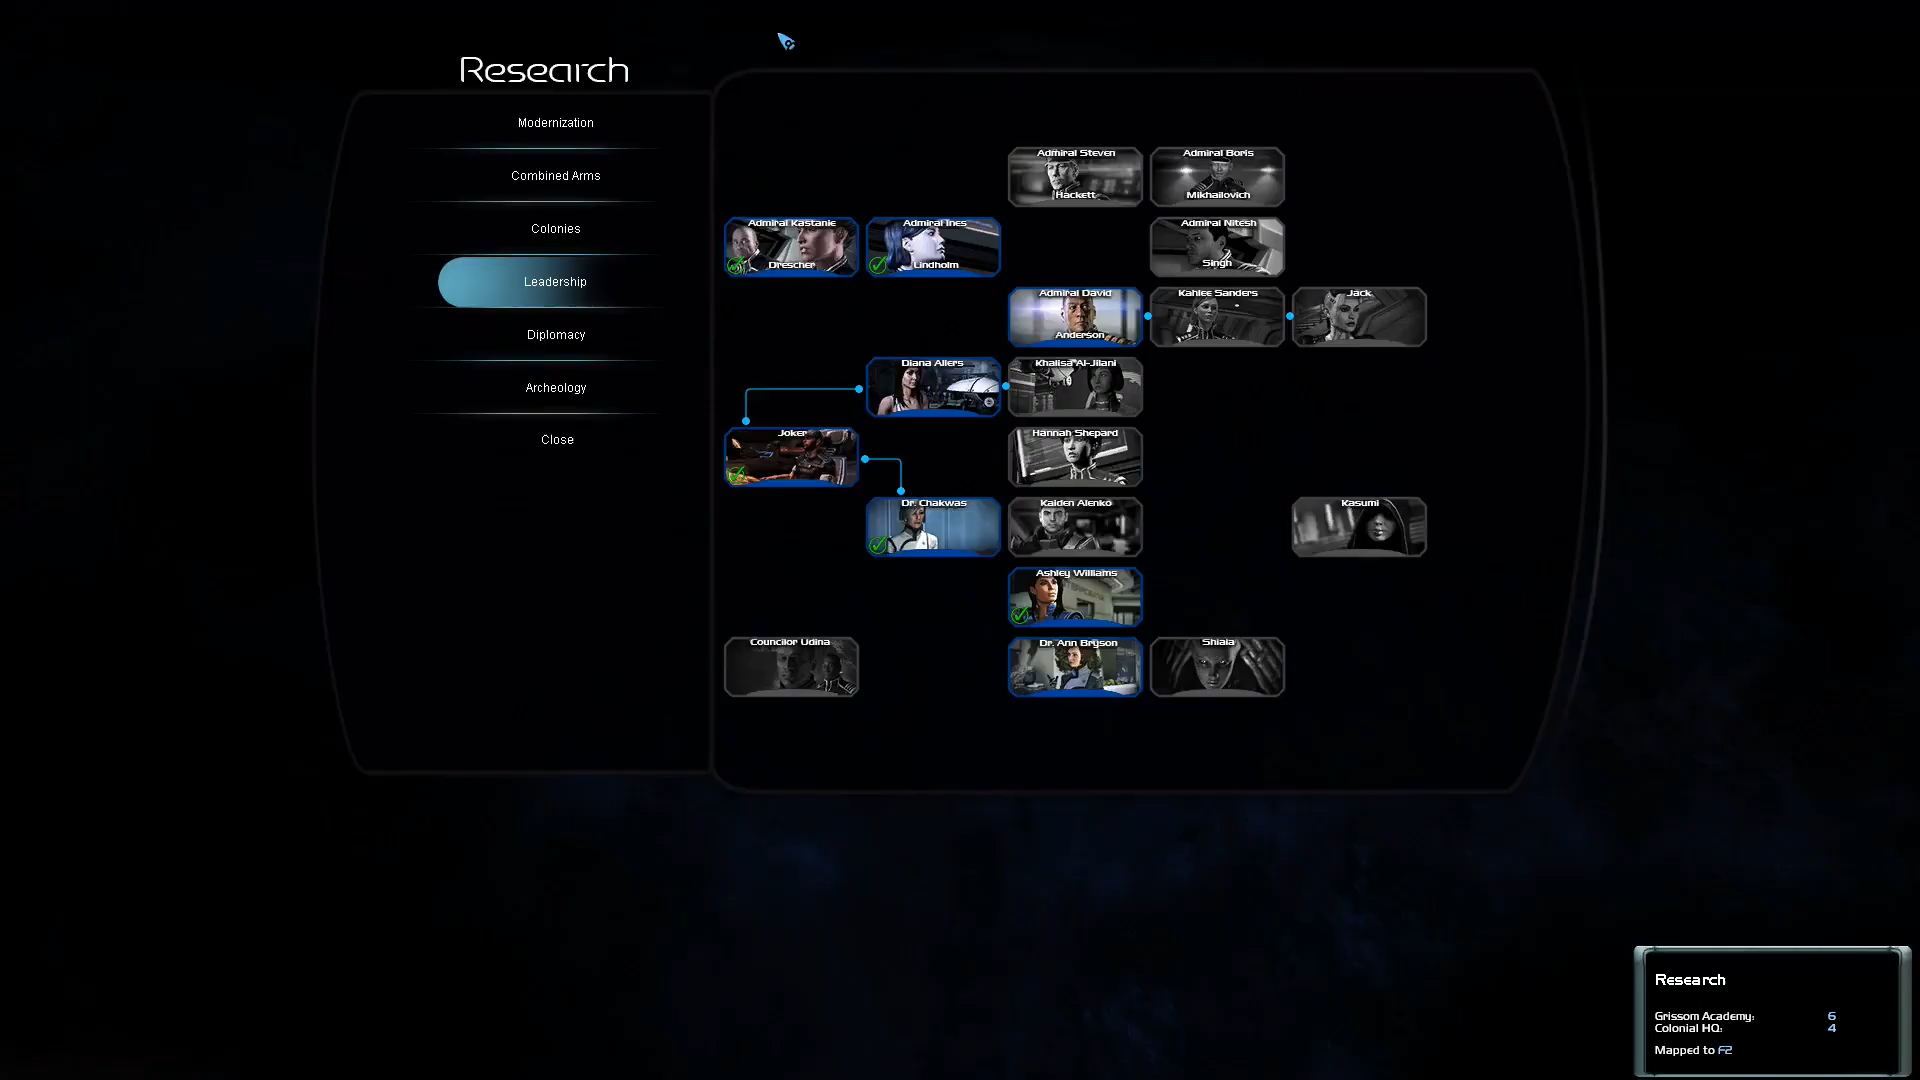 Research
Modernization
Combined Arms
Colonies
Leadership
Diplomacy
Archeology
Close
Admiral Steven
Hackett
Admiral Boris
Mikhailovich
Admiral Kastanie
Drescher
Admiral Ines
Lindholm
Admiral Nitesh
Singh
Admiral David
Anderson
Kahlee Sanders
Jack
Diana Allers
Khalisa Al-Jilani
Joker
Hannah Shepard
Dr. Chakwas
Kaiden Alenko
Kasumi
Ashley Williams
Councilor Udina
Dr. Ann Bryson
Shiala
Research
Grissom Academy: 6
Colonial HQ: 4
Mapped to F2